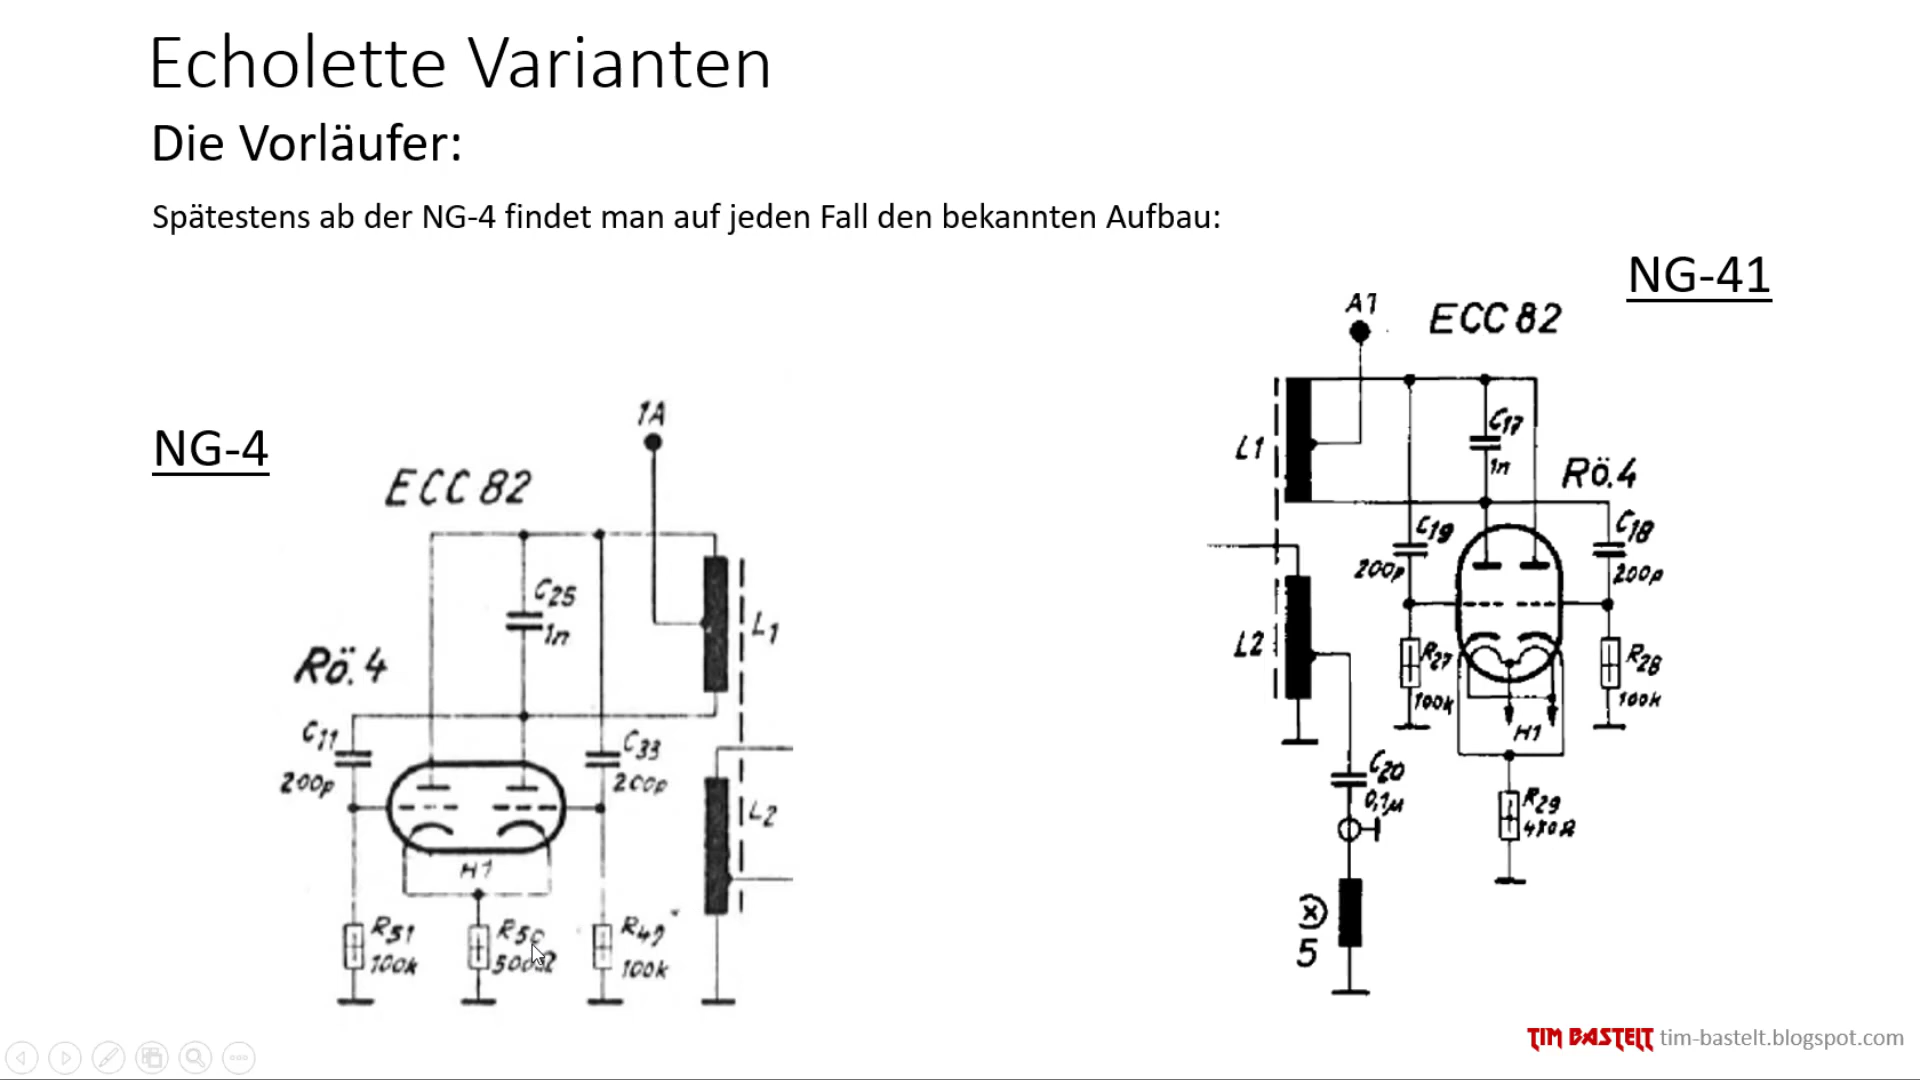 Echolette Varianten
Die Vorläufer:
Spätestens ab der NG-4 findet man auf jeden Fall den bekannten Aufbau:
NG-4
1A
ECC 82
C25
1n
L1
Rö.4
C11
200p
C33
200p
L2
H1
R51
100k
R50
500Ω
R49
100k
NG-41
A1
ECC 82
L1
C17
1n
Rö.4
C19
200p
C18
200p
L2
R27
100k
R28
100k
H1
C20
0,1µ
R29
470Ω
x
5
TIM BASTELT tim-bastelt.blogspot.com